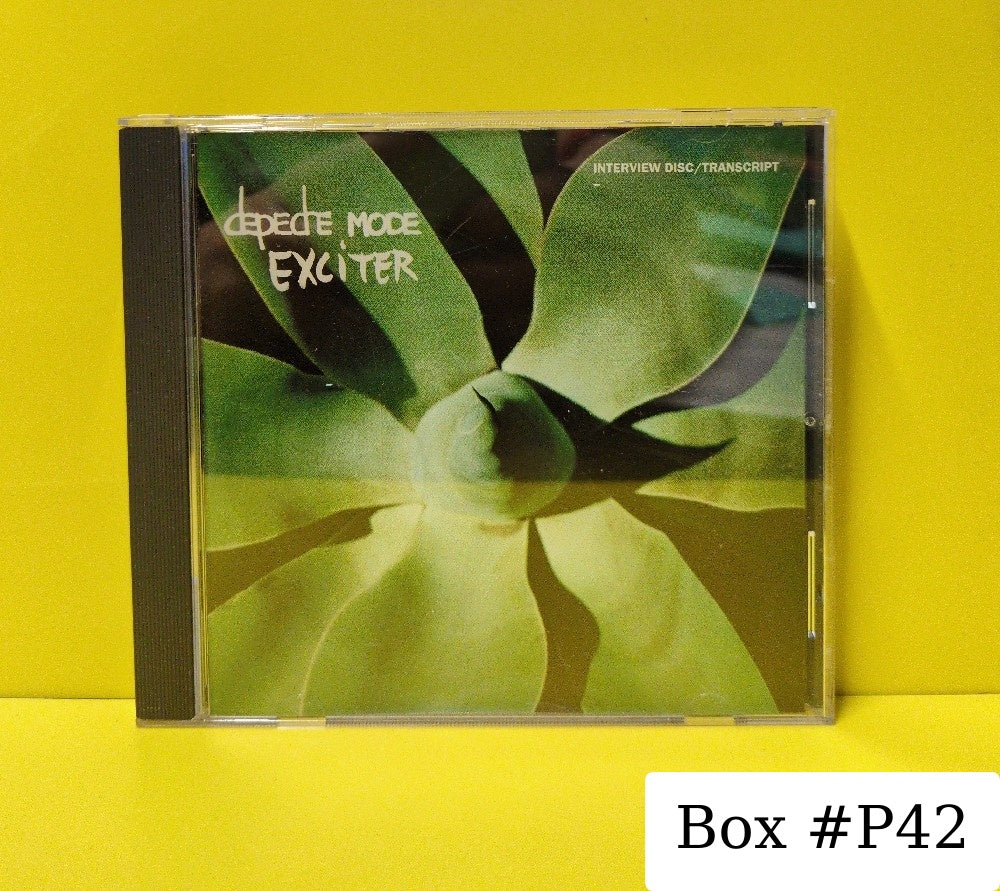 INTERVIEW DISC/TRANSCRIPT
depeche MODE
EXCiTER
Box #P42